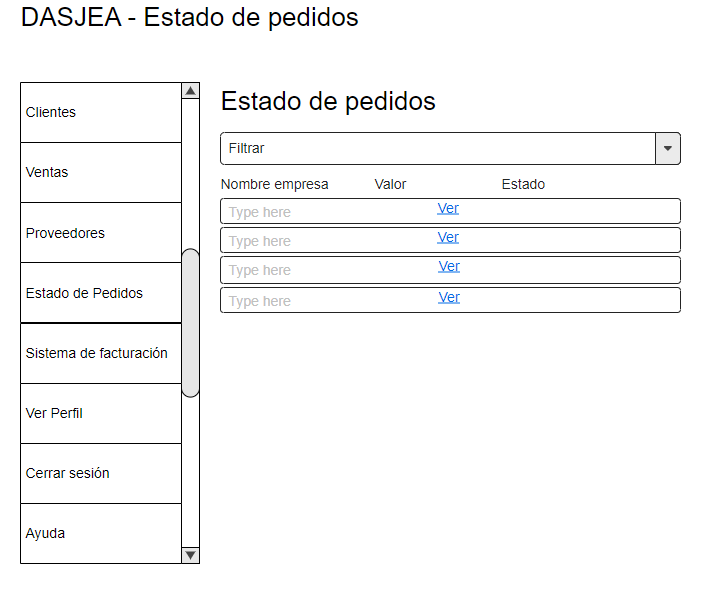 DASJEA - Estado de pedidos
Clientes
Ventas
Proveedores
Estado de Pedidos
Sistema de facturación
Ver Perfil
Cerrar sesión
Ayuda
Estado de pedidos
Filtrar
Nombre empresa Valor Estado
Type here Ver
Type here Ver
Type here Ver
Type here Ver